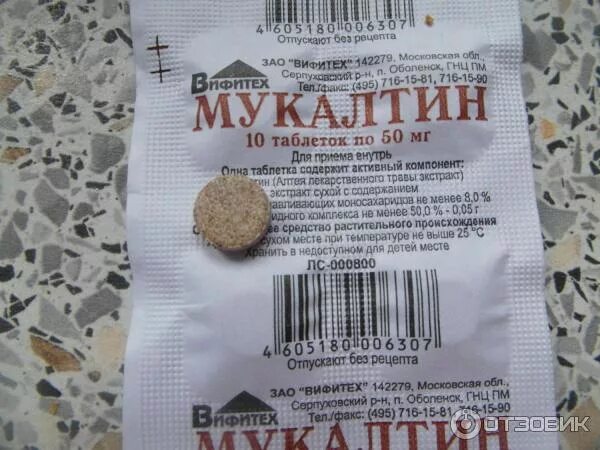 4 605180 006307
Отпускают без рецепта
ЗАО "ВИФИТЕХ" 142279, Московская обл.,
Серпуховский р-н, п. Оболенск, ГНЦ ПМ
Тел./факс: (495) 716-15-81, 716-15-90
ВИФИТЕХ
МУКАЛТИН
10 таблеток по 50 мг
Для приема внутрь
Одна таблетка содержит активный компонент:
(Алтея лекарственного травы экстракт)
экстракт сухой с содержанием
моносахаридов не менее 8,0 %
комплекса не менее 50,0 % - 0,05 г
средство растительного происхождения
сухом месте при температуре не выше 25 °C
Хранить в недоступном для детей месте
ЛС-000800
4 605180 006307
Отпускают без рецепта
ЗАО "ВИФИТЕХ" 142279, Московская обл.,
Серпуховский р-н, п. Оболенск, ГНЦ ПМ
Тел./факс: (495) 716-15-81, 716-15-90
ВИФИТЕХ
МУКАЛТИН
ОТЗОВИК